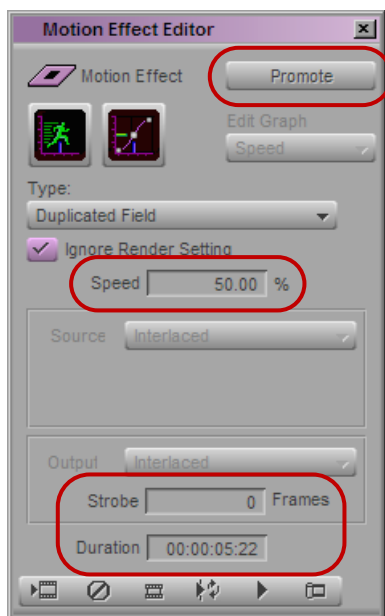 Motion Effect Editor
Motion Effect Promote
Edit Graph
Speed
Type:
Duplicated Field
Ignore Render Setting
Speed 50.00 %
Source Interlaced
Output Interlaced
Strobe 0 Frames
Duration 00:00:05:22